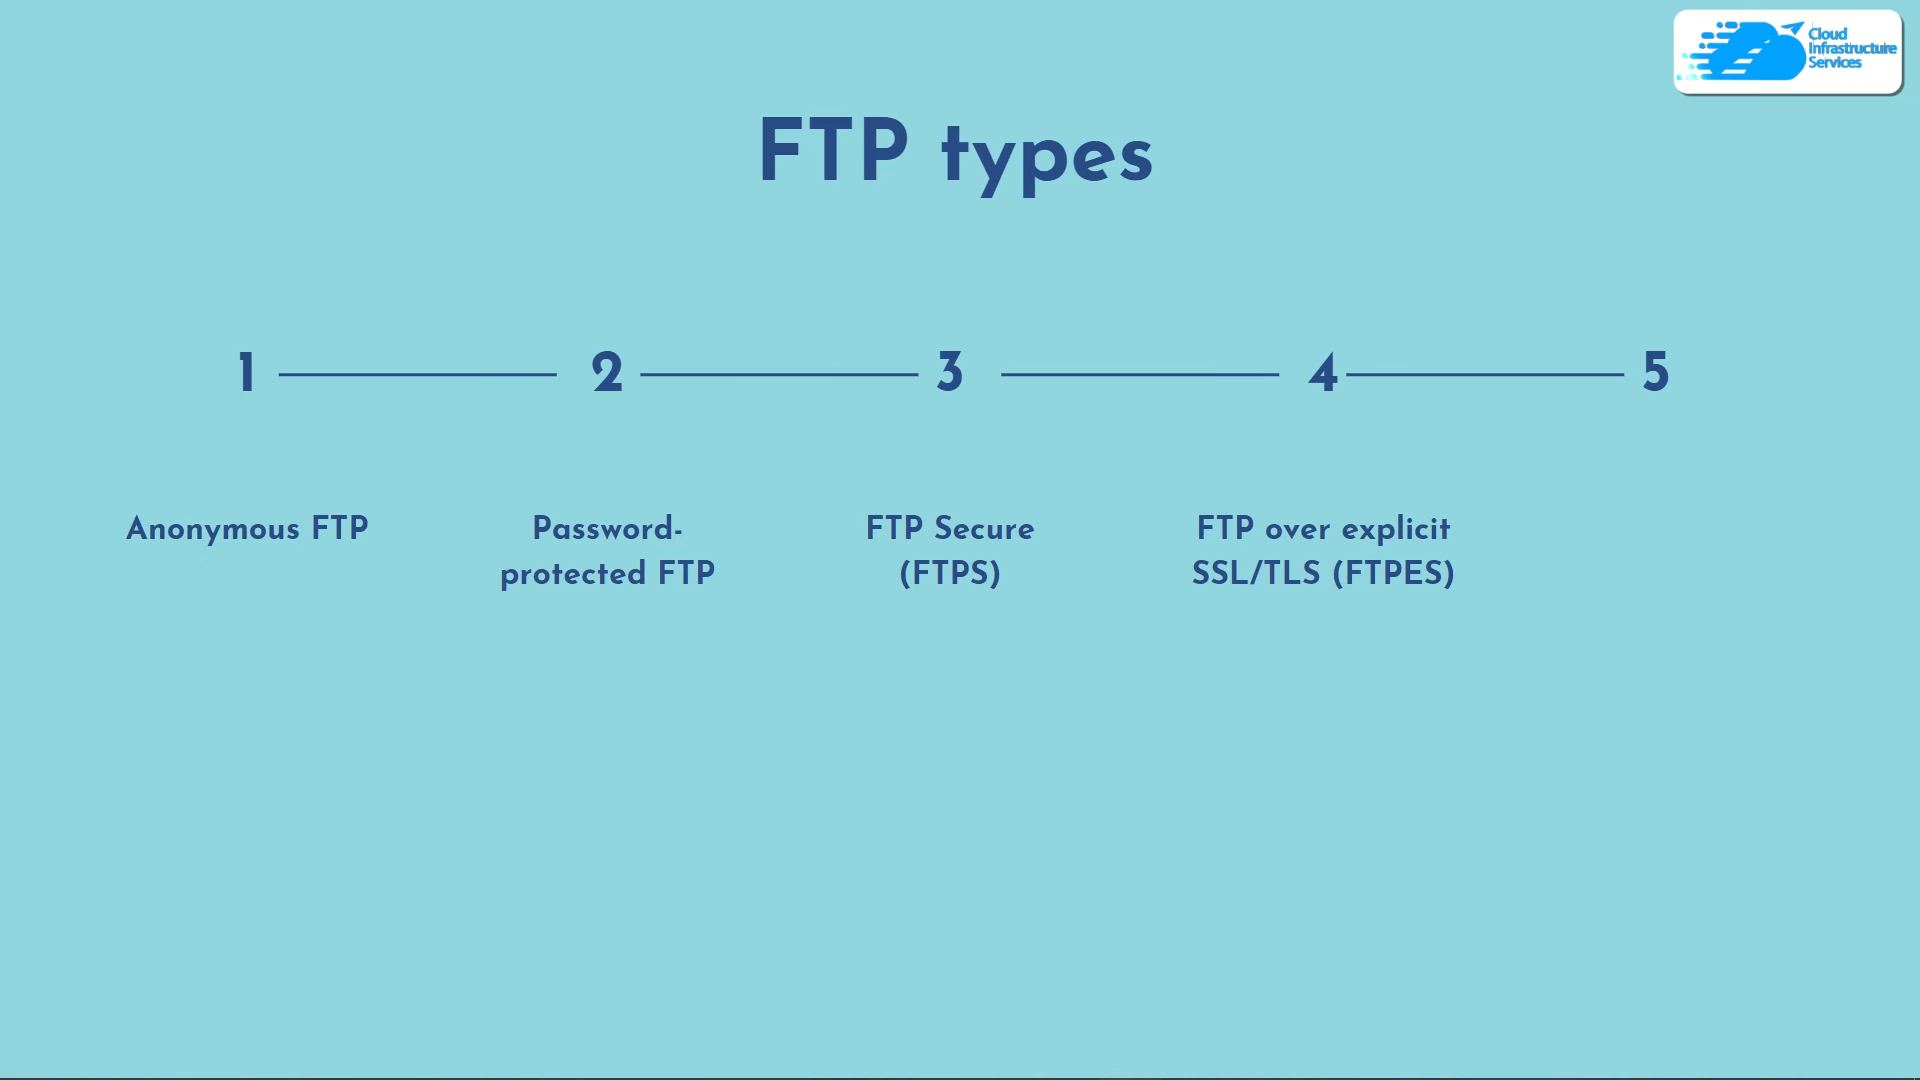 Cloud
Infrastructure
Services
FTP types
1 2 3 4 5
Anonymous FTP
Password-
protected FTP
FTP Secure
(FTPS)
FTP over explicit
SSL/TLS (FTPES)